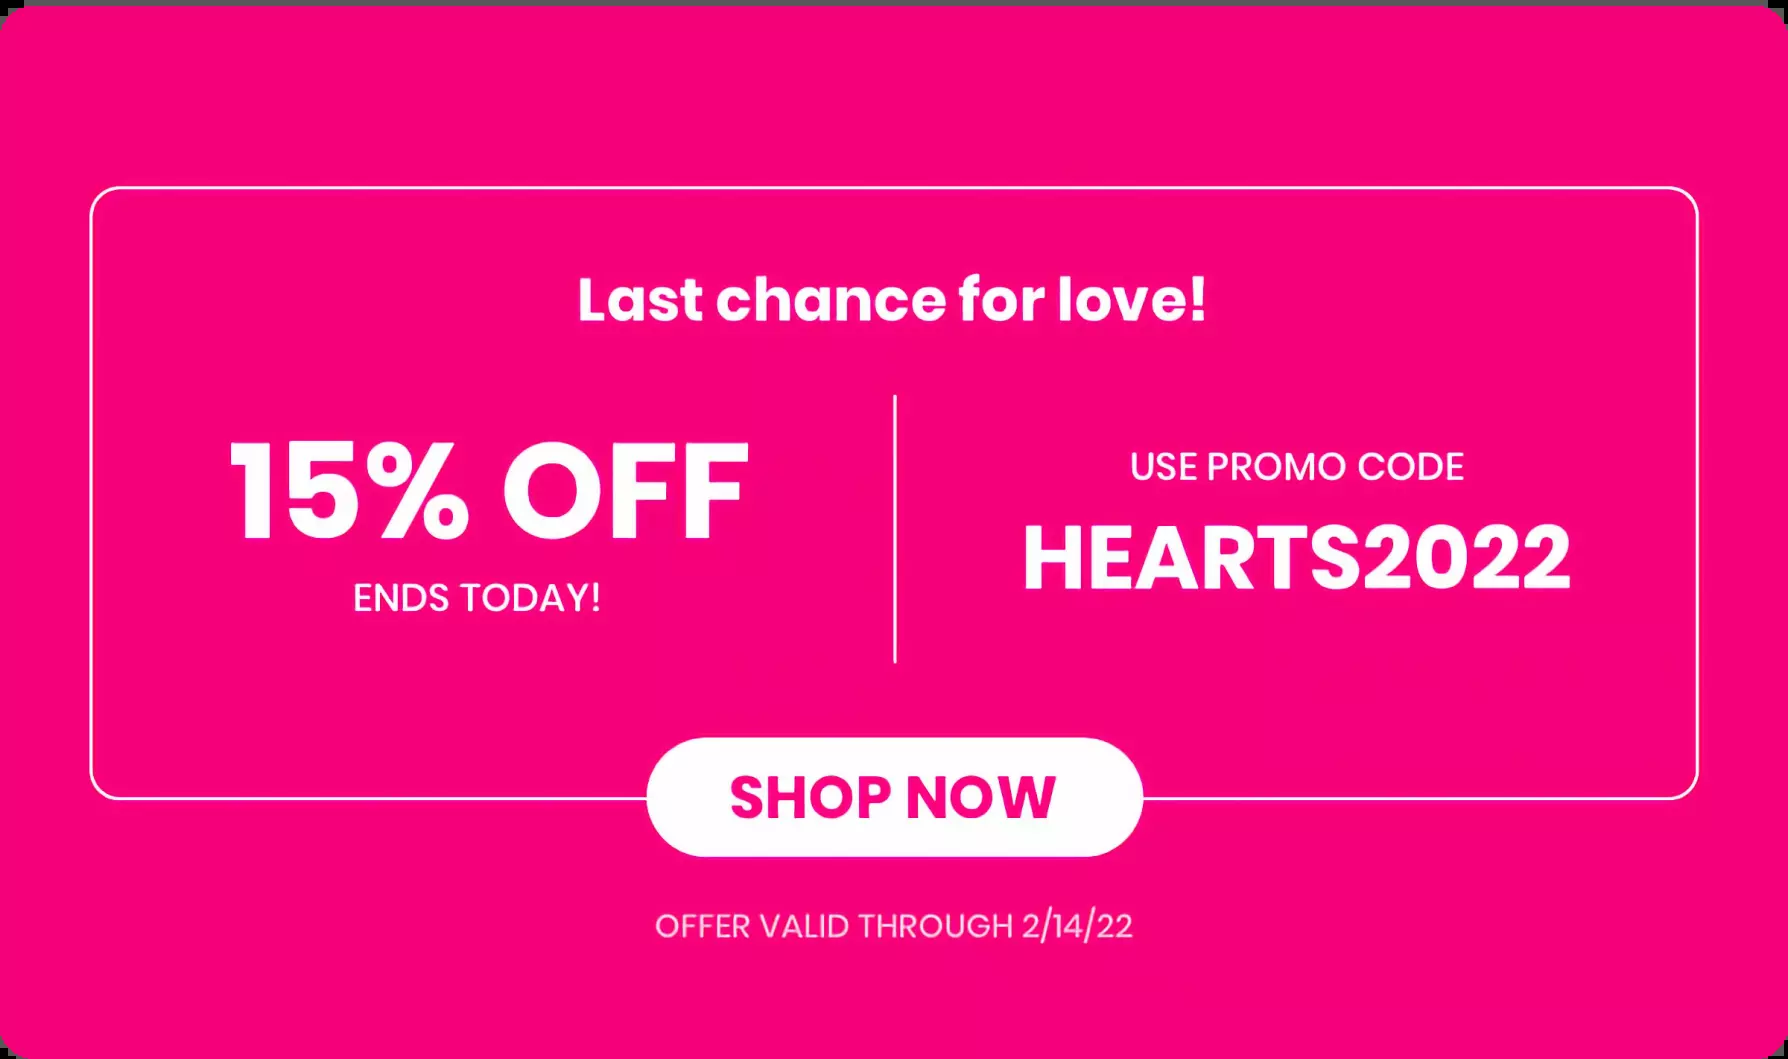 Last chance for love!
15% OFF
ENDS TODAY!
USE PROMO CODE
HEARTS2022
SHOP NOW
OFFER VALID THROUGH 2/14/22